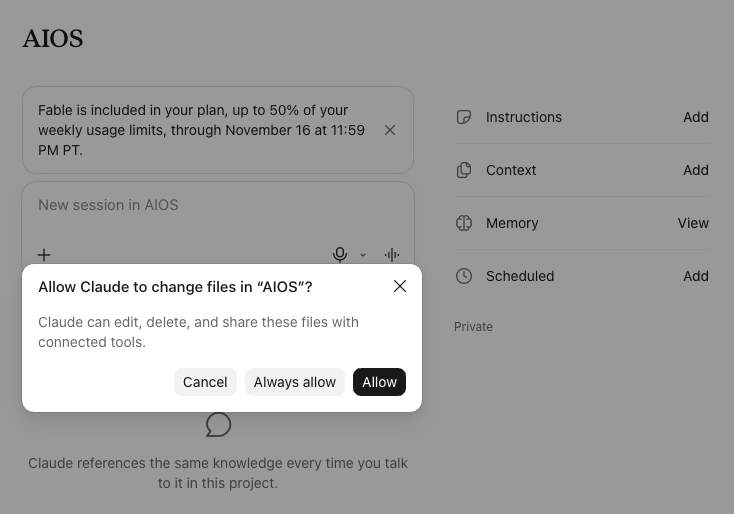 AIOS
Fable is included in your plan, up to 50% of your
weekly usage limits, through November 16 at 11:59
PM PT.
New session in AIOS
Instructions
Add
Context
Add
Memory
View
Scheduled
Add
Private
Allow Claude to change files in “AIOS”?
Claude can edit, delete, and share these files with
connected tools.
Cancel
Always allow
Allow
Claude references the same knowledge every time you talk
to it in this project.